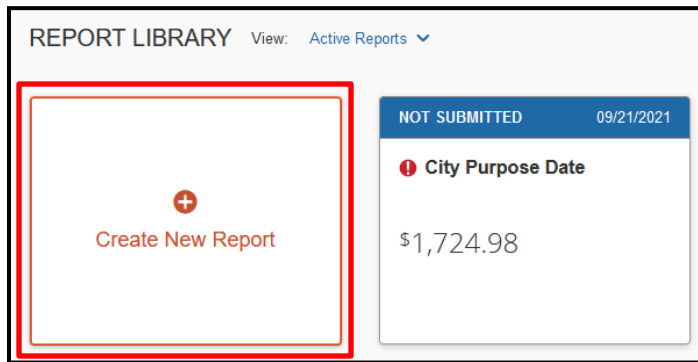 REPORT LIBRARY View: Active Reports
Create New Report
NOT SUBMITTED 09/21/2021
City Purpose Date
$1,724.98